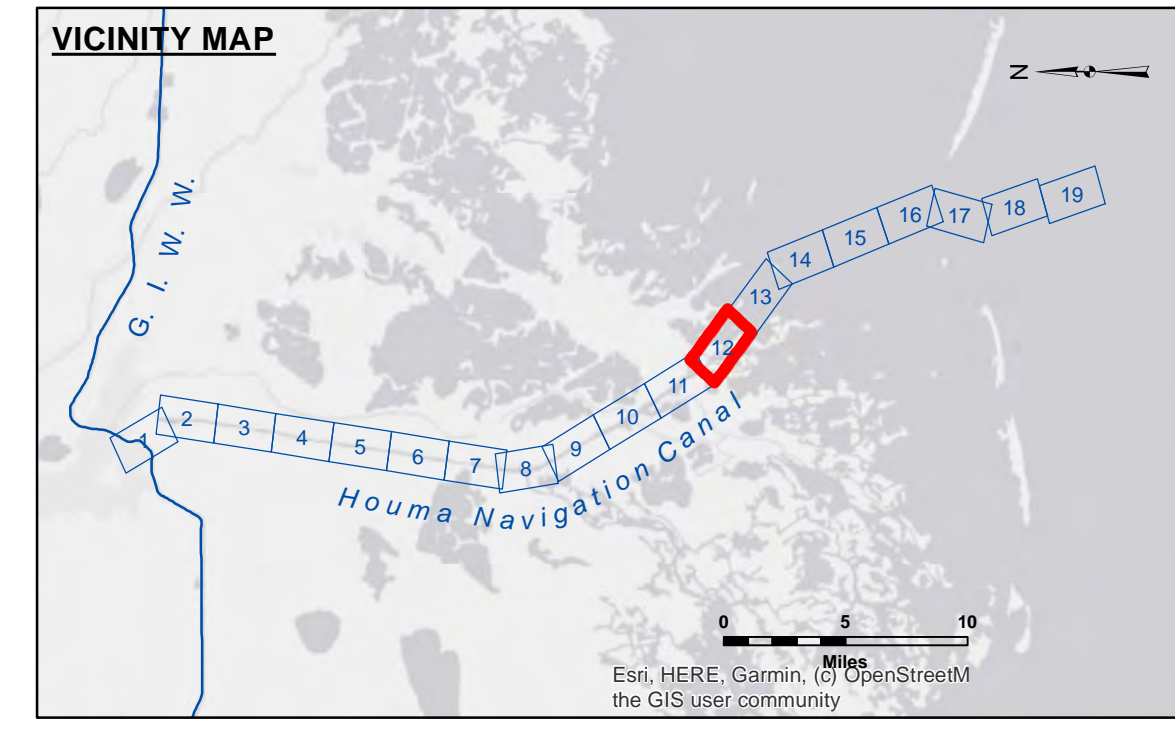 VICINITY MAP
N
G. I. W. W.
1
2
3
4
5
6
7
8
9
10
11
12
13
14
15
16
17
18
19
Houma Navigation Canal
0 5 10
Miles
Esri, HERE, Garmin, (c) OpenStreetM
the GIS user community